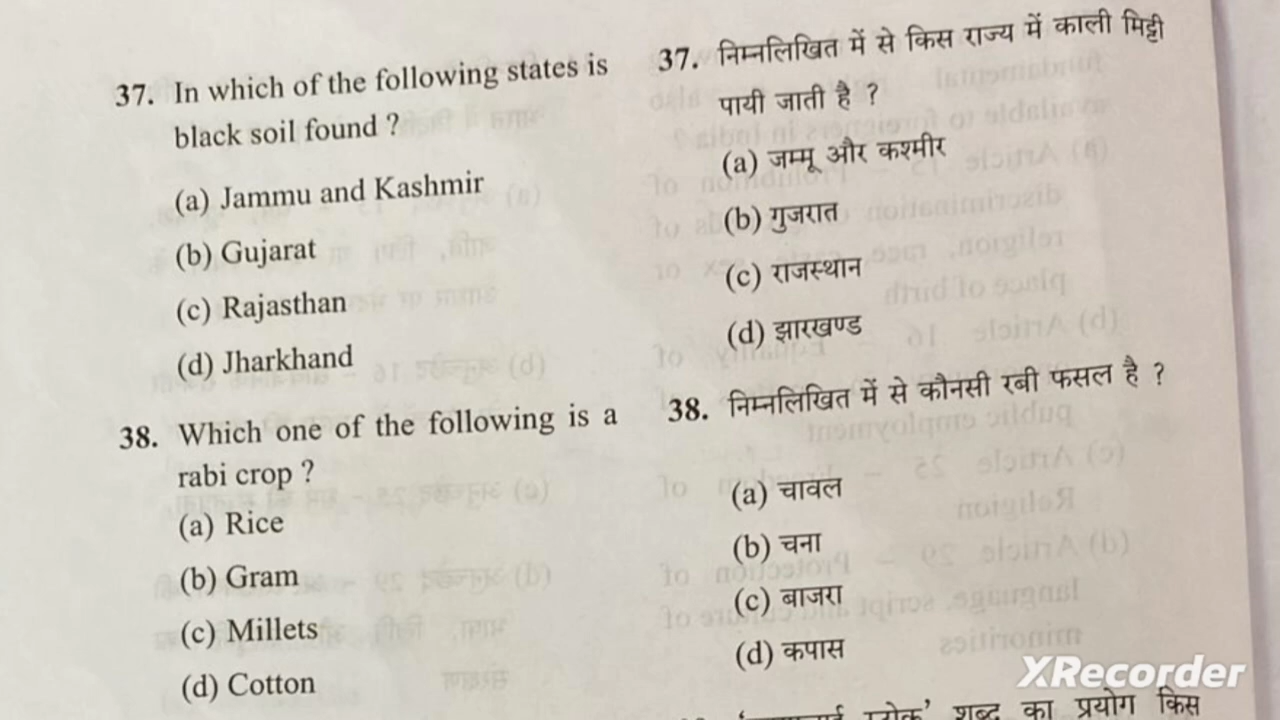 37. In which of the following states is
black soil found ?
(a) Jammu and Kashmir
(b) Gujarat
(c) Rajasthan
(d) Jharkhand
38. Which one of the following is a
rabi crop ?
(a) Rice
(b) Gram
(c) Millets
(d) Cotton
37. निम्नलिखित में से किस राज्य में काली मिट्टी
पायी जाती है ?
(a) जम्मू और कश्मीर
(b) गुजरात
(c) राजस्थान
(d) झारखण्ड
38. निम्नलिखित में से कौनसी रबी फसल है ?
(a) चावल
(b) चना
(c) बाजरा
(d) कपास
शब्द का प्रयोग किस
XRecorder